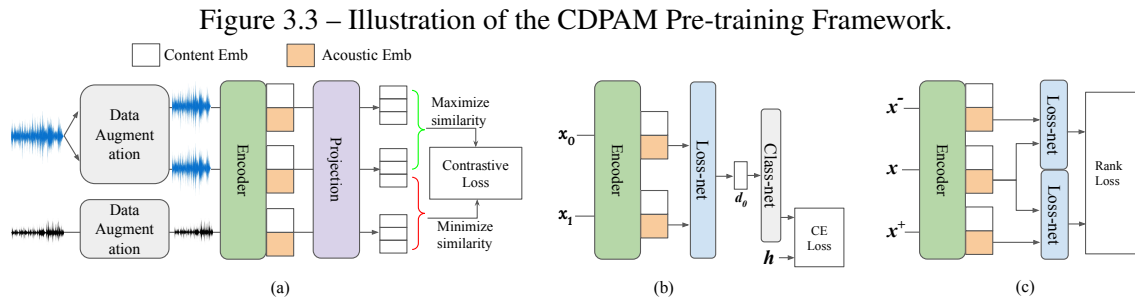 Figure 3.3 – Illustration of the CDPAM Pre-training Framework.
Content Emb
Acoustic Emb
Data
Augment
ation
Data
Augment
ation
Encoder
Projection
Maximize
similarity
Contrastive
Loss
Minimize
similarity
(a)
x0
x1
Encoder
Loss-net
d0
Class-net
h
CE
Loss
(b)
x-
x
x+
Encoder
Loss-net
Loss-net
Rank
Loss
(c)